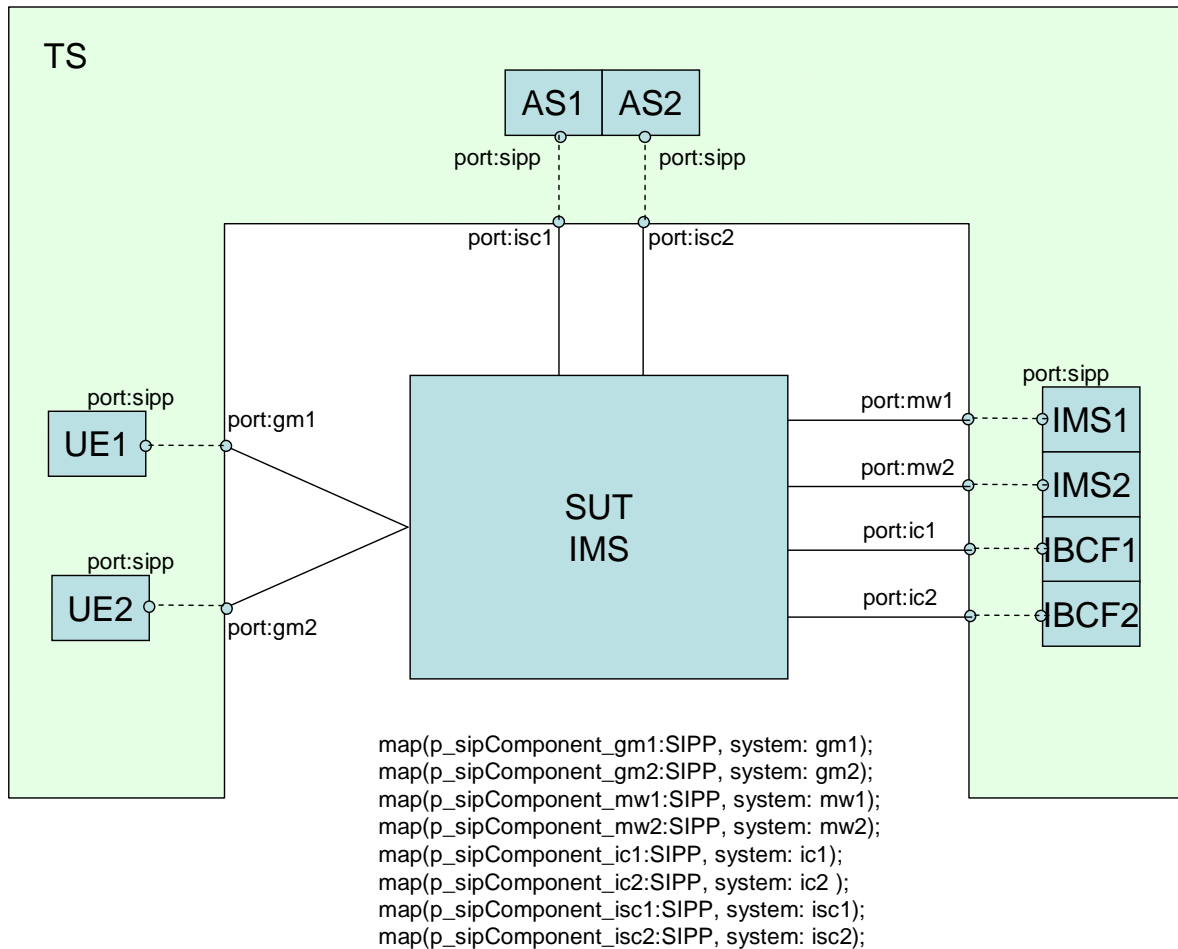 TS
AS1 AS2
port:sipp port:sipp
port:isc1 port:isc2
port:sipp
port:sipp port:mw1 IMS1
UE1 port:gm1
port:mw2 IMS2
SUT
IMS
port:ic1 IBCF1
port:sipp
UE2 port:ic2 IBCF2
port:gm2
map(p_sipComponent_gm1:SIPP, system: gm1);
map(p_sipComponent_gm2:SIPP, system: gm2);
map(p_sipComponent_mw1:SIPP, system: mw1);
map(p_sipComponent_mw2:SIPP, system: mw2);
map(p_sipComponent_ic1:SIPP, system: ic1);
map(p_sipComponent_ic2:SIPP, system: ic2 );
map(p_sipComponent_isc1:SIPP, system: isc1);
map(p_sipComponent_isc2:SIPP, system: isc2);